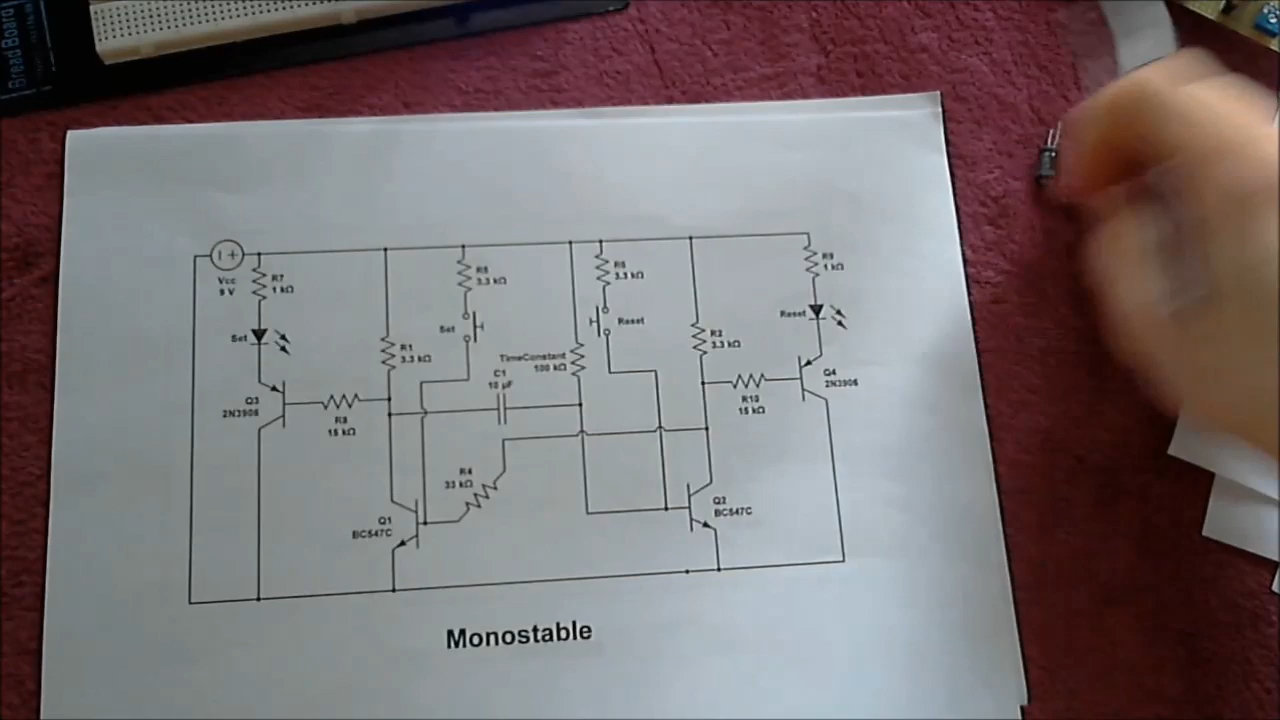 Bread Board
Vcc
9 V
R7
1 kΩ
Set
Q3
2N3906
R8
15 kΩ
R1
3.3 kΩ
R5
3.3 kΩ
Set
C1
10 µF
TimeConstant
100 kΩ
R6
3.3 kΩ
Reset
R2
3.3 kΩ
R9
1 kΩ
Reset
Q4
2N3906
R10
15 kΩ
R4
33 kΩ
Q1
BC547C
Q2
BC547C
Monostable